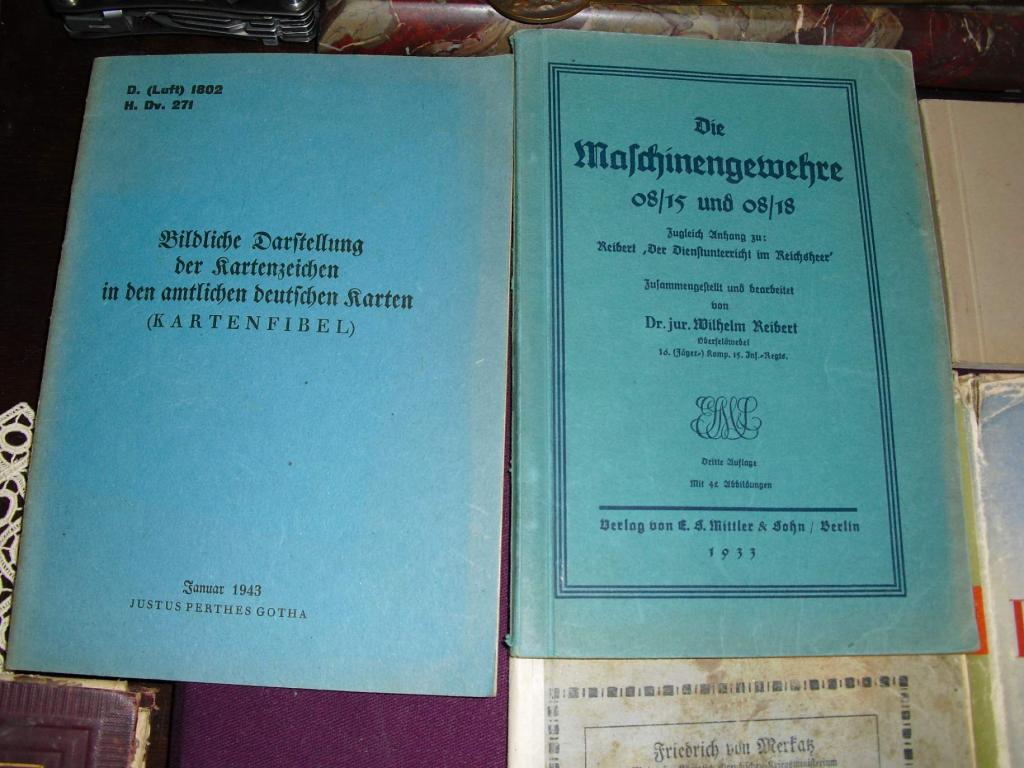 D. (Luft) 1802
H. Dv. 271
Bildliche Darstellung
der Kartenzeichen
in den amtlichen deutschen Karten
(KARTENFIBEL)
Januar 1943
JUSTUS PERTHES GOTHA
Die
Maschinengewehre
08/15 und 08/18
Zugleich Anhang zu:
Reibert „Der Dienstunterricht im Reichsheer“
Zusammengestellt und bearbeitet
von
Dr. jur. Wilhelm Reibert
Oberfeldwebel
16. (Jäger-) Komp. 15. Inf.-Regts.
Dritte Auflage
Mit 42 Abbildungen
Verlag von E. S. Mittler & Sohn / Berlin
1933
Friedrich von Merkatz